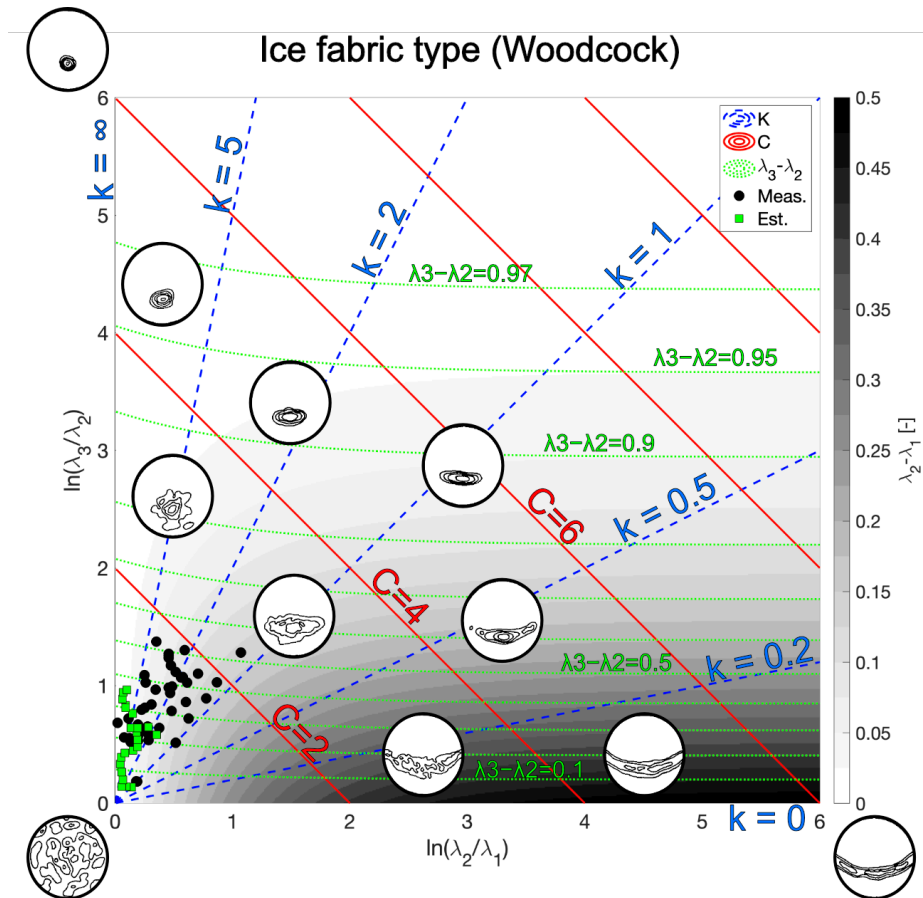 Ice fabric type (Woodcock)
6
5
4
3
2
1
0
ln(λ₃/λ₂)
k = ∞
k = 5
k = 2
k = 1
K
C
λ₃−λ₂
Meas.
Est.
λ3−λ2=0.97
λ3−λ2=0.95
λ3−λ2=0.9
k = 0.5
C=6
C=4
λ3−λ2=0.5
k = 0.2
C=2
λ3−λ2=0.1
k = 0
0
1
2
3
4
5
6
ln(λ₂/λ₁)
0.5
0.45
0.4
0.35
0.3
0.25
0.2
0.15
0.1
0.05
0
λ₂-λ₁ [-]